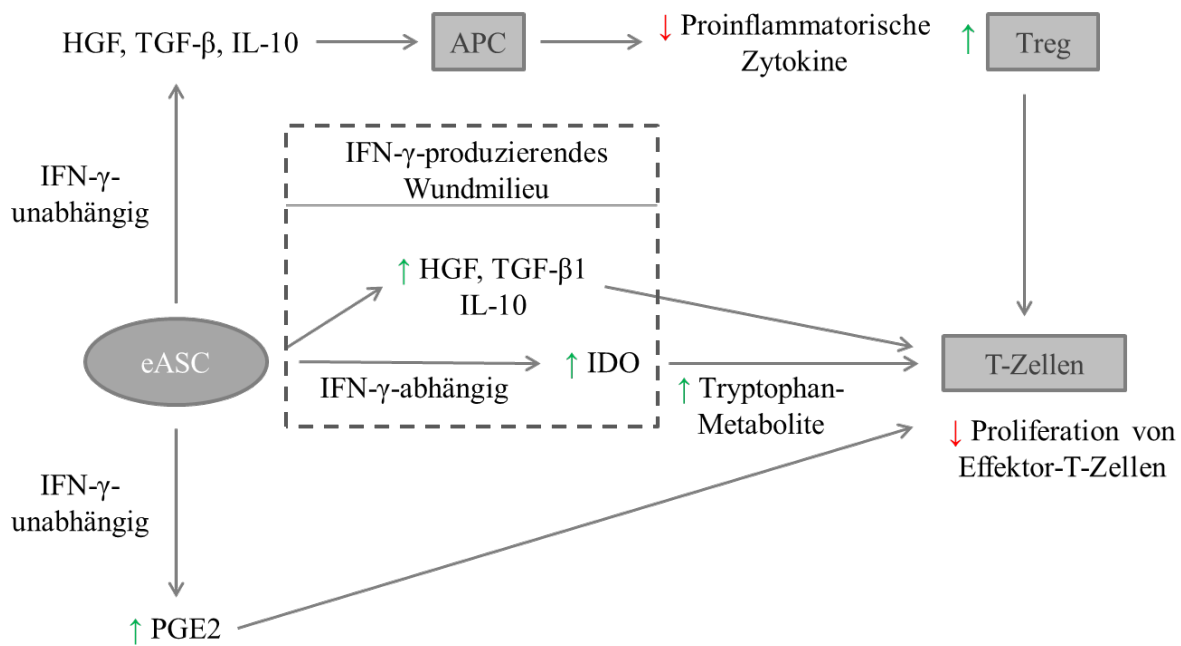 HGF, TGF-β, IL-10
APC
↓ Proinflammatorische
Zytokine
↑ Treg
IFN-γ-produzierendes
Wundmilieu
IFN-γ-
unabhängig
↑ HGF, TGF-β1
IL-10
eASC
IFN-γ-abhängig
↑ IDO
↑ Tryptophan-
Metabolite
T-Zellen
↓ Proliferation von
Effektor-T-Zellen
IFN-γ-
unabhängig
↑ PGE2